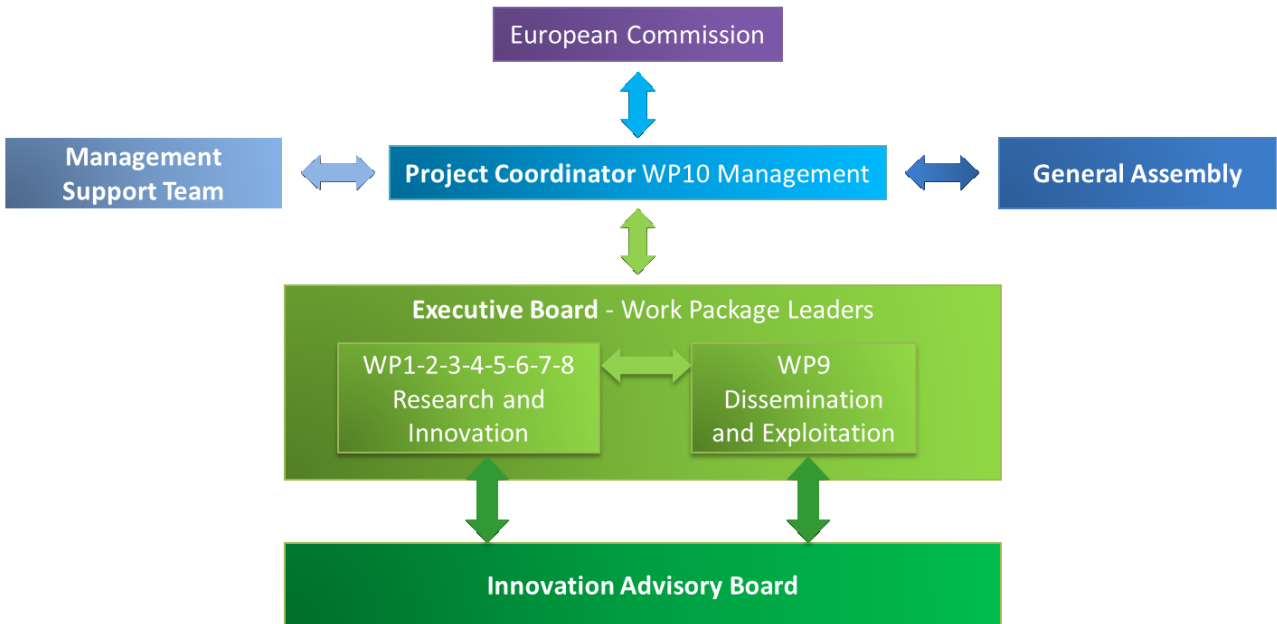 European Commission
Management
Support Team
Project Coordinator WP10 Management
General Assembly
Executive Board - Work Package Leaders
WP1-2-3-4-5-6-7-8
Research and
Innovation
WP9
Dissemination
and Exploitation
Innovation Advisory Board